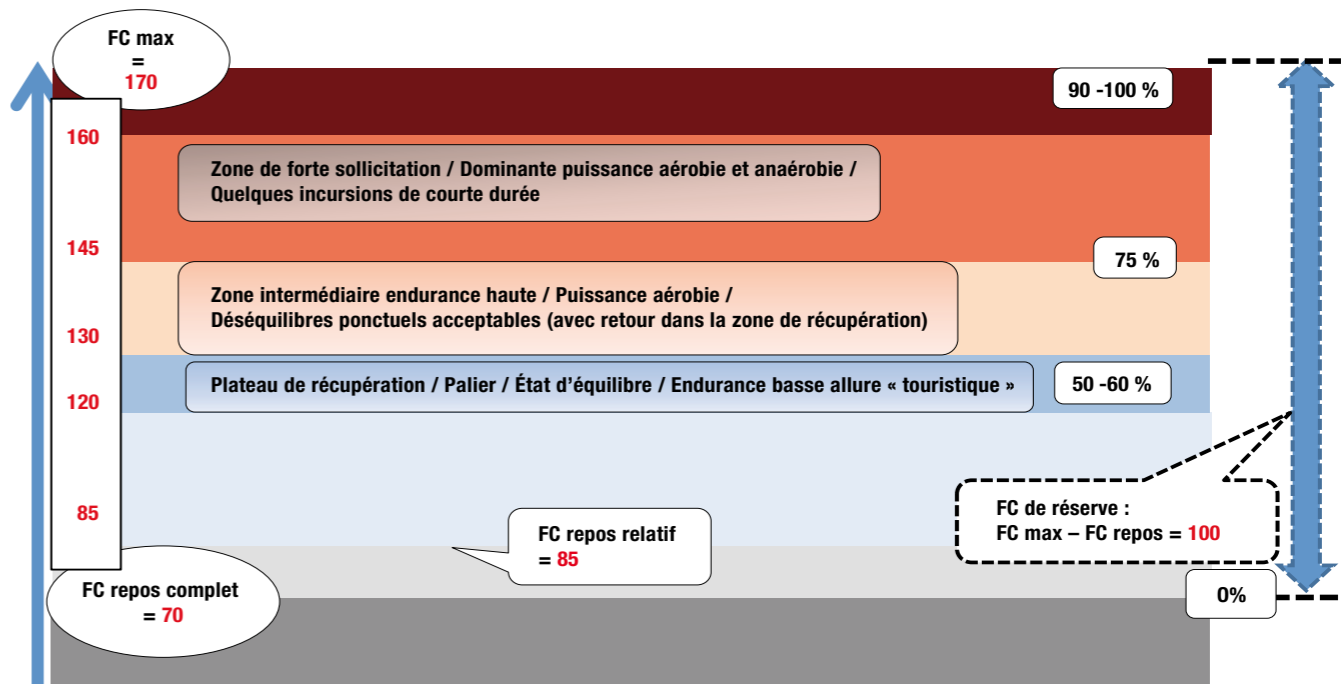 FC max
=
170
90 -100 %
160
Zone de forte sollicitation / Dominante puissance aérobie et anaérobie /
Quelques incursions de courte durée
145
75 %
Zone intermédiaire endurance haute / Puissance aérobie /
Déséquilibres ponctuels acceptables (avec retour dans la zone de récupération)
130
Plateau de récupération / Palier / État d’équilibre / Endurance basse allure « touristique »
50 -60 %
120
85
FC de réserve :
FC max – FC repos = 100
FC repos relatif
= 85
FC repos complet
= 70
0%